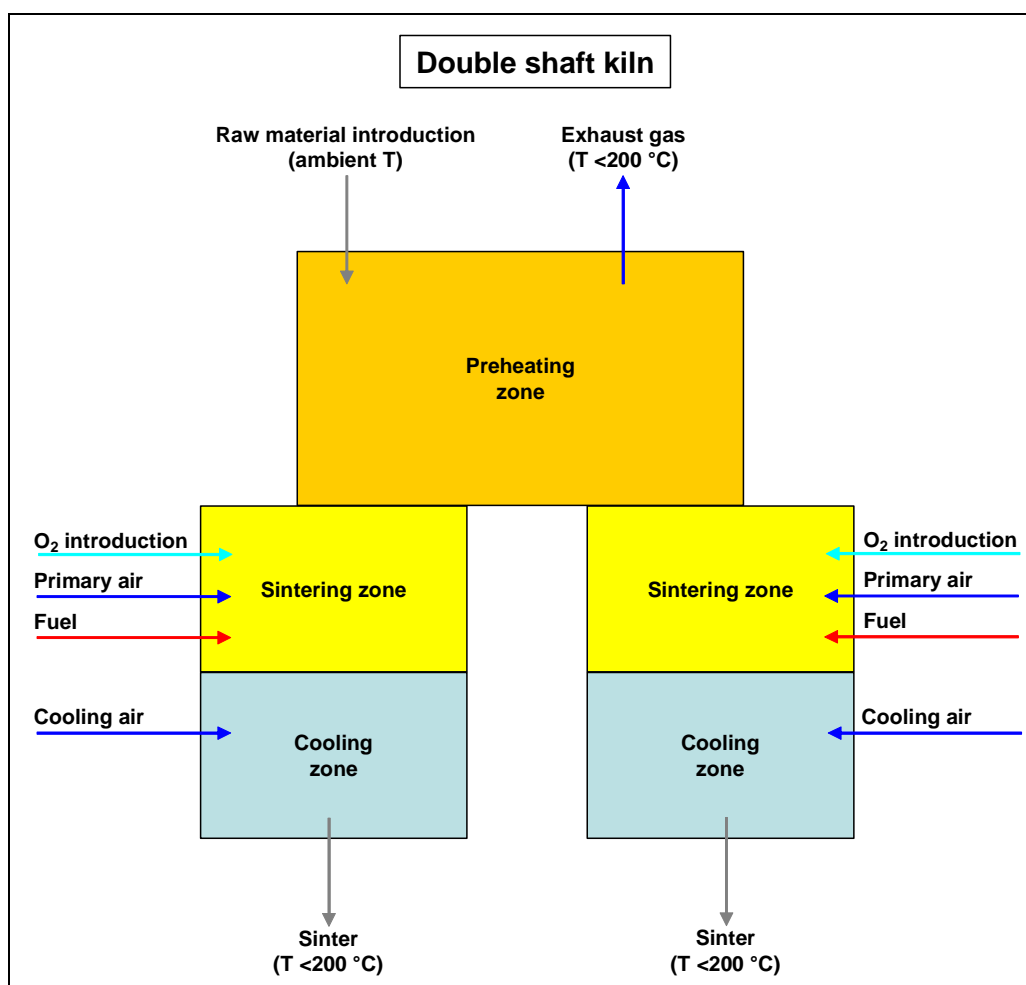 Double shaft kiln
Raw material introduction
(ambient T)
Exhaust gas
(T <200 °C)
Preheating
zone
O₂ introduction
Primary air
Fuel
Sintering zone
Sintering zone
O₂ introduction
Primary air
Fuel
Cooling air
Cooling
zone
Cooling
zone
Cooling air
Sinter
(T <200 °C)
Sinter
(T <200 °C)